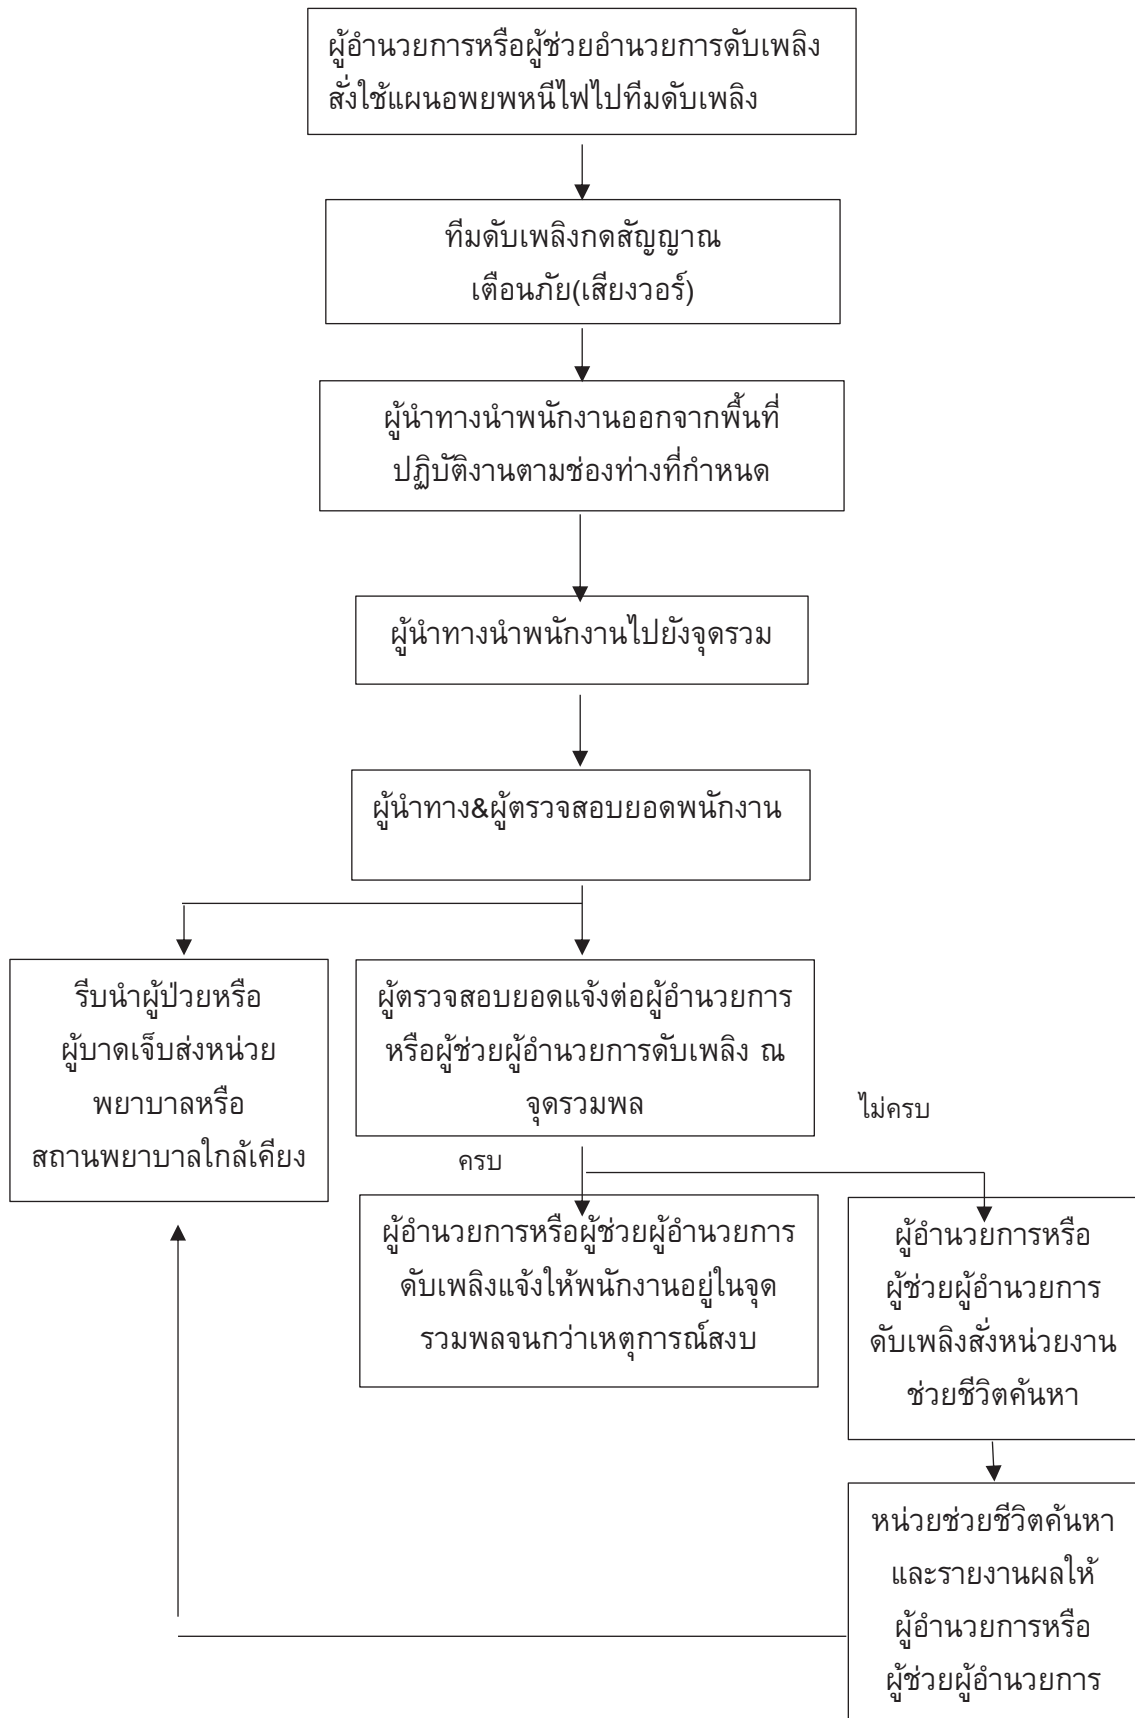 ผู้อำนวยการหรือผู้ช่วยอำนวยการดับเพลิง
สั่งใช้แผนอพยพหนีไฟไปทีมดับเพลิง
ทีมดับเพลิงกดสัญญาณ
เตือนภัย(เสียงวอร์)
ผู้นำทางนำพนักงานออกจากพื้นที่
ปฏิบัติงานตามช่องท่างที่กำหนด
ผู้นำทางนำพนักงานไปยังจุดรวม
ผู้นำทาง&ผู้ตรวจสอบยอดพนักงาน
รีบนำผู้ป่วยหรือ
ผู้บาดเจ็บส่งหน่วย
พยาบาลหรือ
สถานพยาบาลใกล้เคียง
ผู้ตรวจสอบยอดแจ้งต่อผู้อำนวยการ
หรือผู้ช่วยผู้อำนวยการดับเพลิง ณ
จุดรวมพล
ไม่ครบ
ครบ
ผู้อำนวยการหรือผู้ช่วยผู้อำนวยการ
ดับเพลิงแจ้งให้พนักงานอยู่ในจุด
รวมพลจนกว่าเหตุการณ์สงบ
ผู้อำนวยการหรือ
ผู้ช่วยผู้อำนวยการ
ดับเพลิงสั่งหน่วยงาน
ช่วยชีวิตค้นหา
หน่วยช่วยชีวิตค้นหา
และรายงานผลให้
ผู้อำนวยการหรือ
ผู้ช่วยผู้อำนวยการ